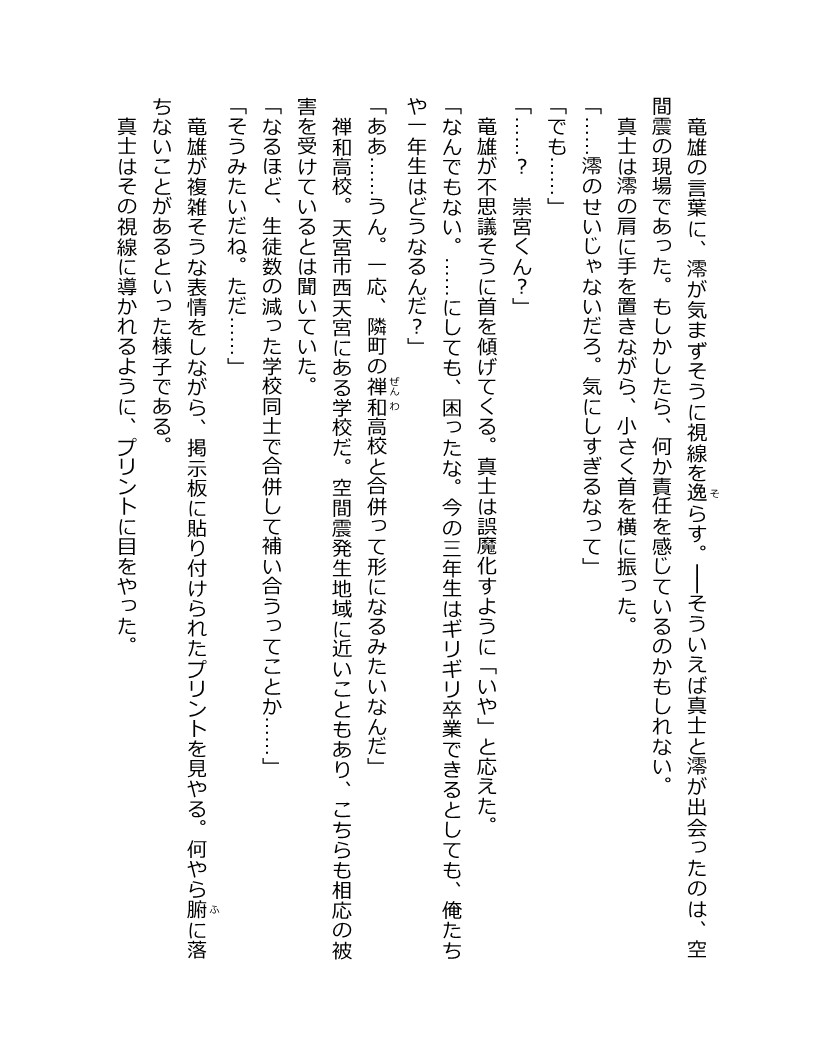 竜雄の言葉に、澪が気まずそうに視線を逸らす。――そういえば真士と澪が出会ったのは、空
間震の現場であった。もしかしたら、何か責任を感じているのかもしれない。
　真士は澪の肩に手を置きながら、小さく首を横に振った。
「……澪のせいじゃないだろ。気にしすぎるなって」
「でも……」
「……？　崇宮くん？」
　竜雄が不思議そうに首を傾げてくる。真士は誤魔化すように「いや」と応えた。
「なんでもない。……にしても、困ったな。今の三年生はギリギリ卒業できるとしても、俺たち
や一年生はどうなるんだ？」
「ああ……うん。一応、隣町の禅和高校と合併って形になるみたいなんだ」
　禅和高校。天宮市西天宮にある学校だ。空間震発生地域に近いこともあり、こちらも相応の被
害を受けているとは聞いていた。
「なるほど、生徒数の減った学校同士で合併して補い合うってことか……」
「そうみたいだね。ただ……」
　竜雄が複雑そうな表情をしながら、掲示板に貼り付けられたプリントを見やる。何やら腑に落
ちないことがあるといった様子である。
　真士はその視線に導かれるように、プリントに目をやった。